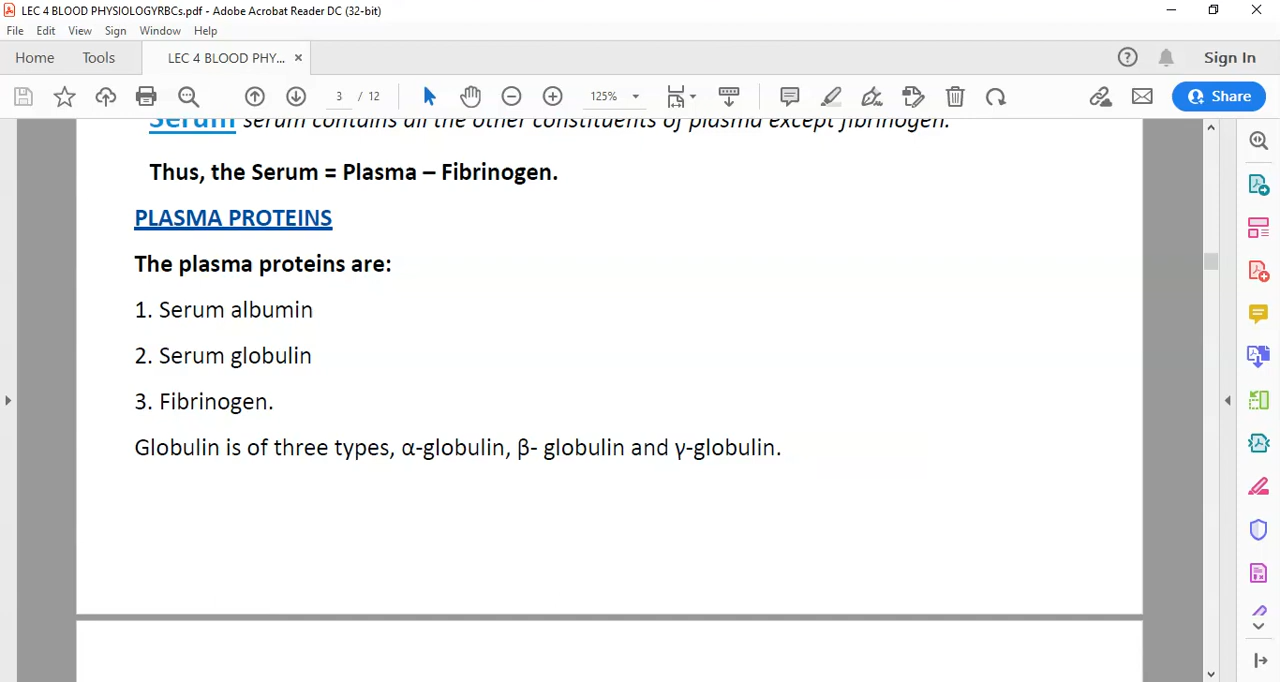 LEC 4 BLOOD PHYSIOLOGYRBCs.pdf - Adobe Acrobat Reader DC (32-bit)
File Edit View Sign Window Help
Home Tools LEC 4 BLOOD PHY... × Sign In
3 / 12 125% Share
Serum serum contains all the other constituents of plasma except fibrinogen.
Thus, the Serum = Plasma – Fibrinogen.
PLASMA PROTEINS
The plasma proteins are:
1. Serum albumin
2. Serum globulin
3. Fibrinogen.
Globulin is of three types, α-globulin, β- globulin and γ-globulin.